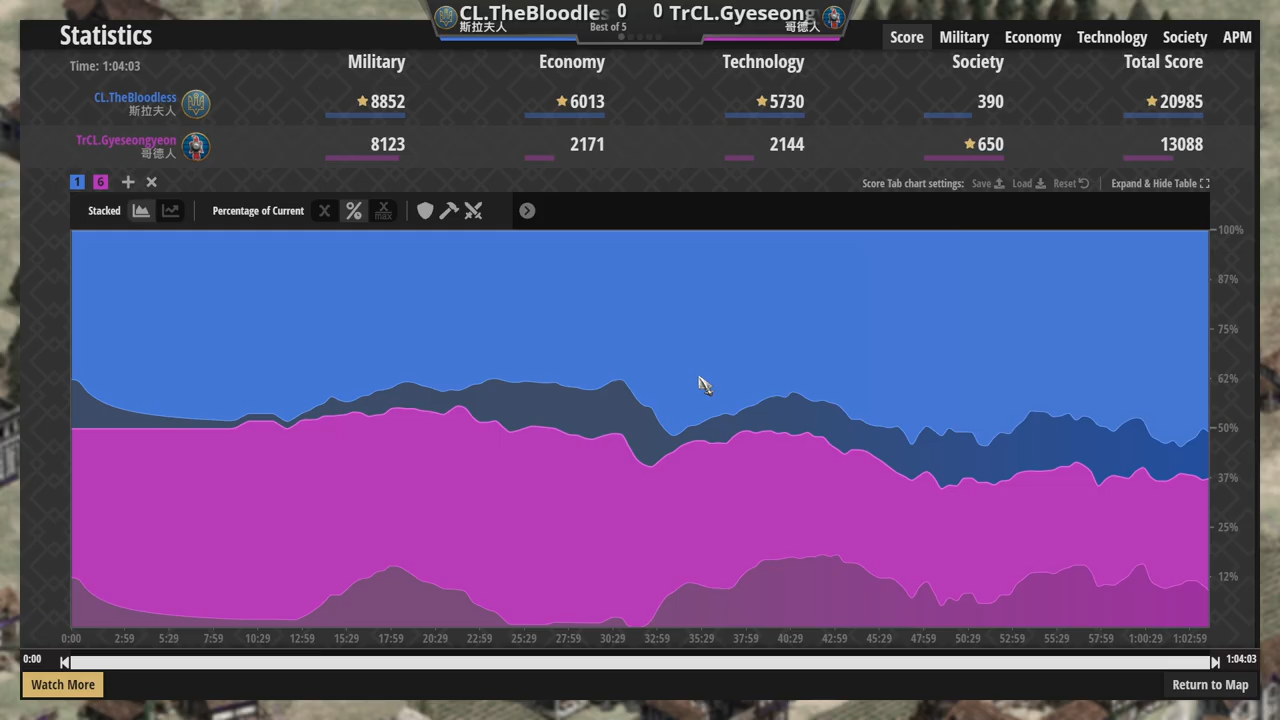 CL.TheBloodles 0 0 TrCL.Gyeseong
斯拉夫人 Best of 5 哥德人
Statistics
Score Military Economy Technology Society APM
Time: 1:04:03 Military Economy Technology Society Total Score
CL.TheBloodless 8852 6013 5730 390 20985
斯拉夫人
TrCL.Gyeseongyeon 8123 2171 2144 650 13088
哥德人
1 6 + ×
Score Tab chart settings: Save Load Reset Expand & Hide Table
Stacked Percentage of Current X % X/max
100%
87%
75%
62%
50%
37%
25%
12%
0:00 2:59 5:29 7:59 10:29 12:59 15:29 17:59 20:29 22:59 25:29 27:59 30:29 32:59 35:29 37:59 40:29 42:59 45:29 47:59 50:29 52:59 55:29 57:59 1:00:29 1:02:59
0:00 1:04:03
Watch More Return to Map